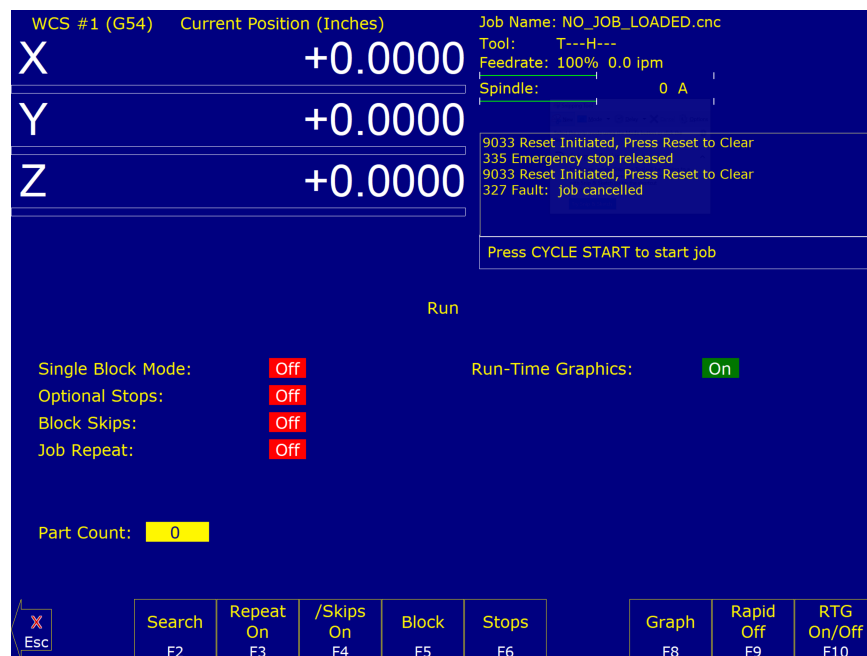 WCS #1 (G54) Current Position (Inches)
X +0.0000
Y +0.0000
Z +0.0000
Job Name: NO_JOB_LOADED.cnc
Tool: T---H---
Feedrate: 100% 0.0 ipm
Spindle: 0 A
9033 Reset Initiated, Press Reset to Clear
335 Emergency stop released
9033 Reset Initiated, Press Reset to Clear
327 Fault: job cancelled
Press CYCLE START to start job
Run
Single Block Mode: Off
Optional Stops: Off
Block Skips: Off
Job Repeat: Off
Run-Time Graphics: On
Part Count: 0
X
Esc
Search
F2
Repeat
On
F3
/Skips
On
F4
Block
F5
Stops
F6
Graph
F8
Rapid
Off
F9
RTG
On/Off
F10